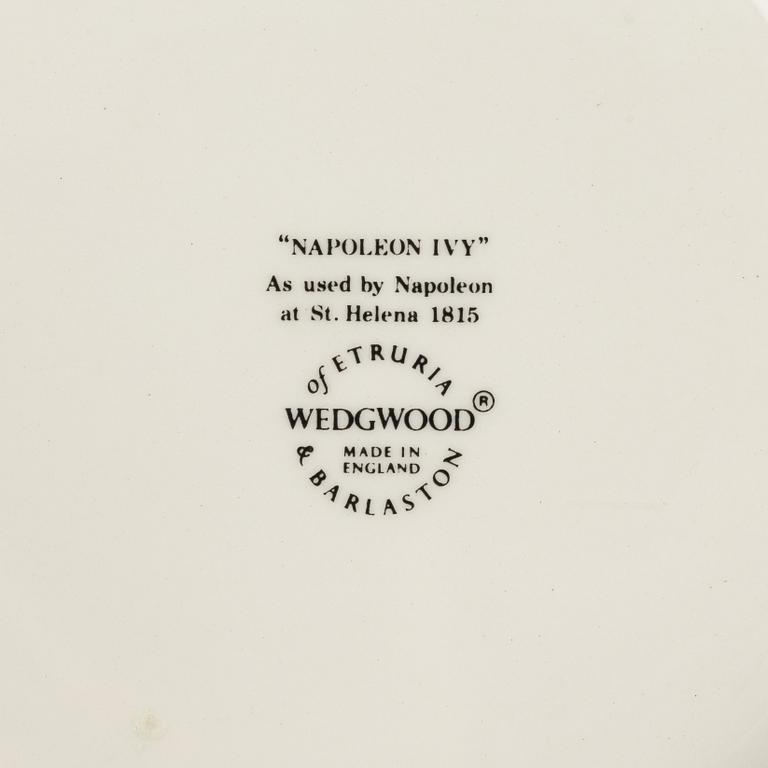 “NAPOLEON IVY”
As used by Napoleon
at St. Helena 1815
of ETRURIA
WEDGWOOD®
MADE IN
ENGLAND
& BARLASTON